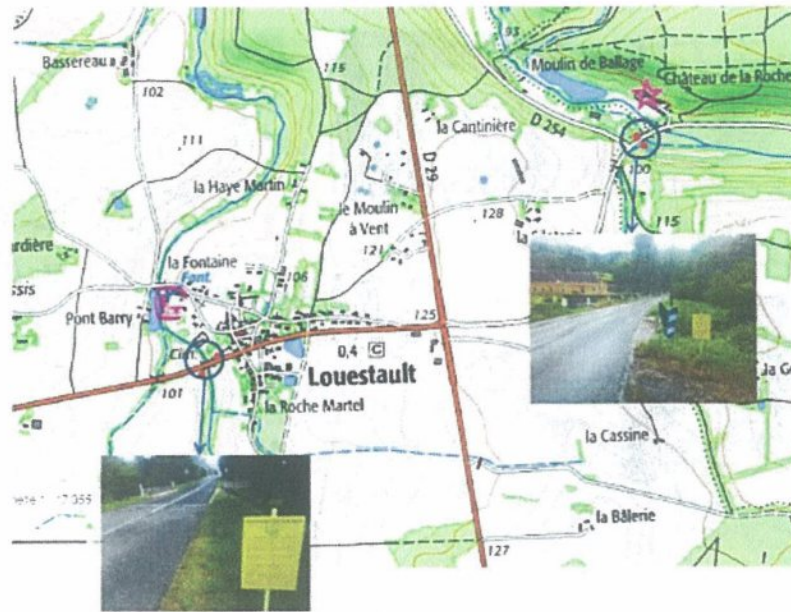 93
115
Bassereau
Moulin de Ballage
102
Château de la Roche
la Cantinière
D 254
111
D 29
100
la Haye Martin
le Moulin
à Vent
128
115
121
la Fontaine
Font.
106
Pont Barry
125
0,4 C
Louestault
101
la Roche Martel
la Cassine
la Bâlerie
127